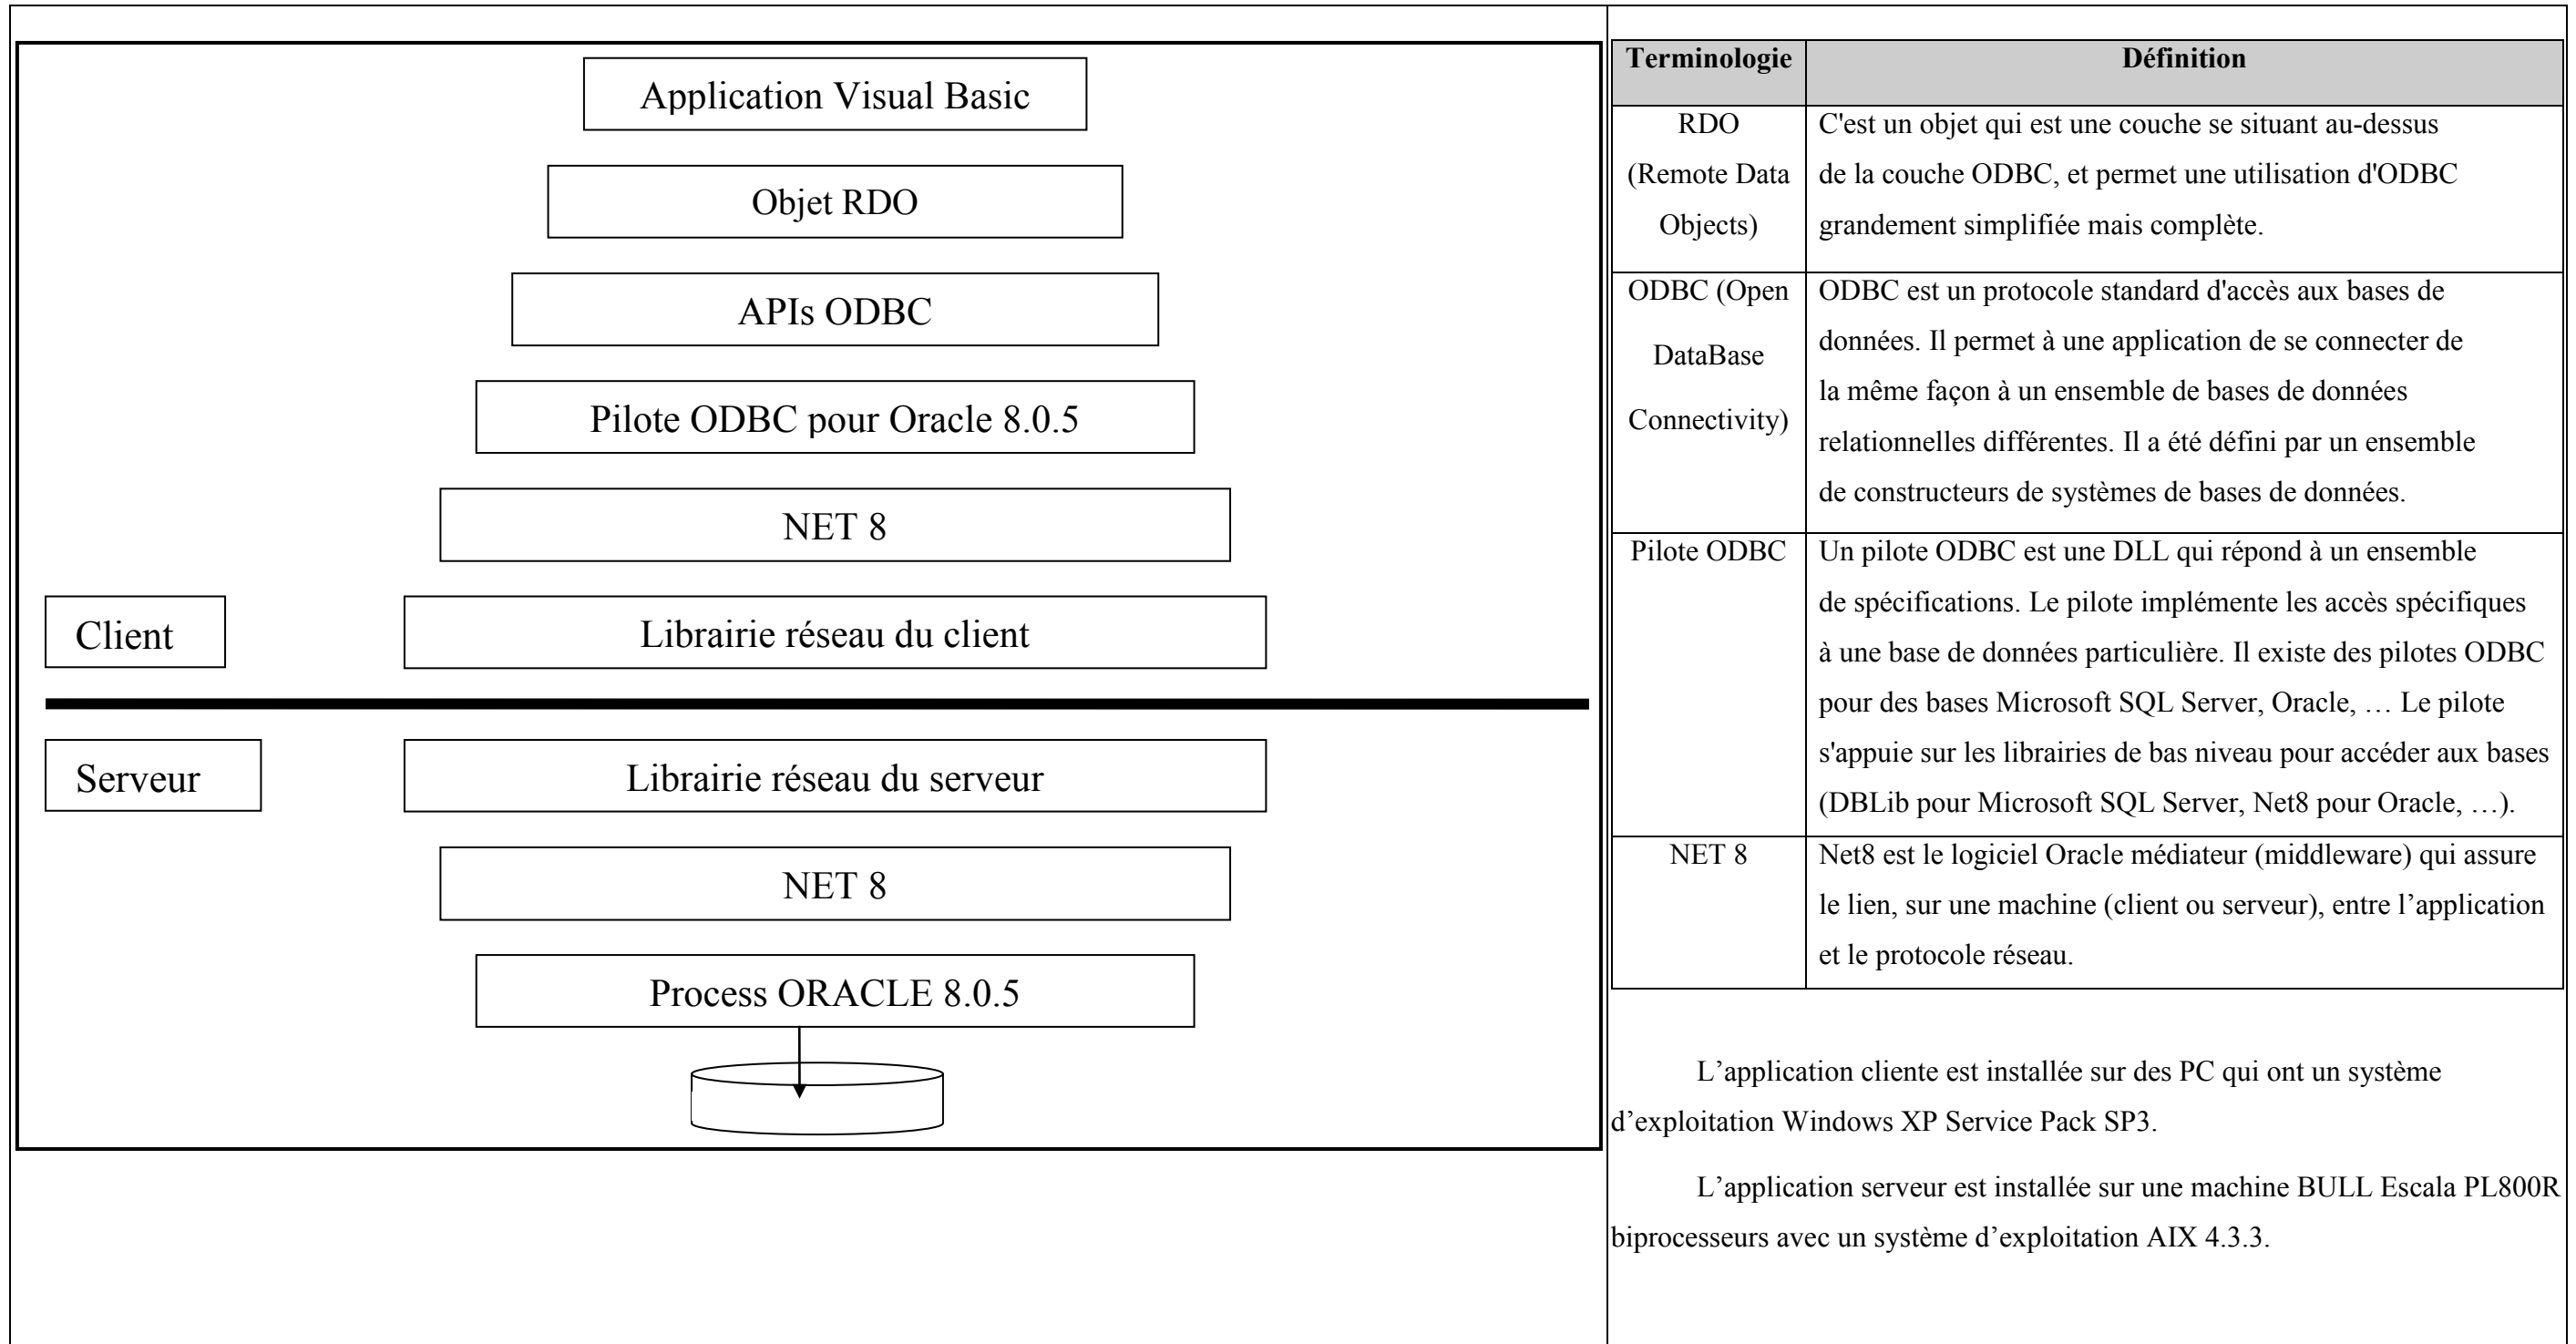 Application Visual Basic
Objet RDO
APIs ODBC
Pilote ODBC pour Oracle 8.0.5
NET 8
Client
Librairie réseau du client
Serveur
Librairie réseau du serveur
NET 8
Process ORACLE 8.0.5
Terminologie
Définition
RDO
(Remote Data
Objects)
C'est un objet qui est une couche se situant au-dessus
de la couche ODBC, et permet une utilisation d'ODBC
grandement simplifiée mais complète.
ODBC (Open
DataBase
Connectivity)
ODBC est un protocole standard d'accès aux bases de
données. Il permet à une application de se connecter de
la même façon à un ensemble de bases de données
relationnelles différentes. Il a été défini par un ensemble
de constructeurs de systèmes de bases de données.
Pilote ODBC
Un pilote ODBC est une DLL qui répond à un ensemble
de spécifications. Le pilote implémente les accès spécifiques
à une base de données particulière. Il existe des pilotes ODBC
pour des bases Microsoft SQL Server, Oracle, … Le pilote
s'appuie sur les librairies de bas niveau pour accéder aux bases
(DBLib pour Microsoft SQL Server, Net8 pour Oracle, …).
NET 8
Net8 est le logiciel Oracle médiateur (middleware) qui assure
le lien, sur une machine (client ou serveur), entre l’application
et le protocole réseau.
L’application cliente est installée sur des PC qui ont un système
d’exploitation Windows XP Service Pack SP3.
L’application serveur est installée sur une machine BULL Escala PL800R
biprocesseurs avec un système d’exploitation AIX 4.3.3.